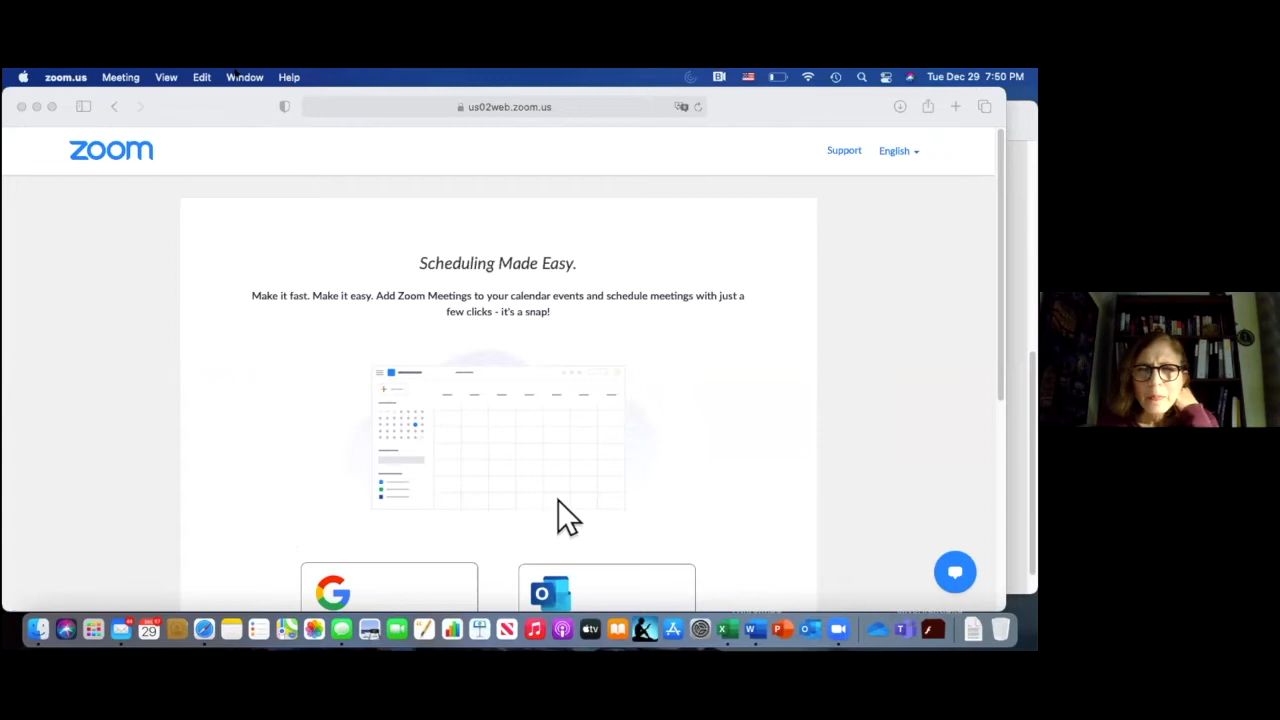 zoom.us Meeting View Edit Window Help Tue Dec 29 7:50 PM
us02web.zoom.us
zoom Support English
Scheduling Made Easy.
Make it fast. Make it easy. Add Zoom Meetings to your calendar events and schedule meetings with just a
few clicks - it's a snap!
G O
29 tv X W P O T